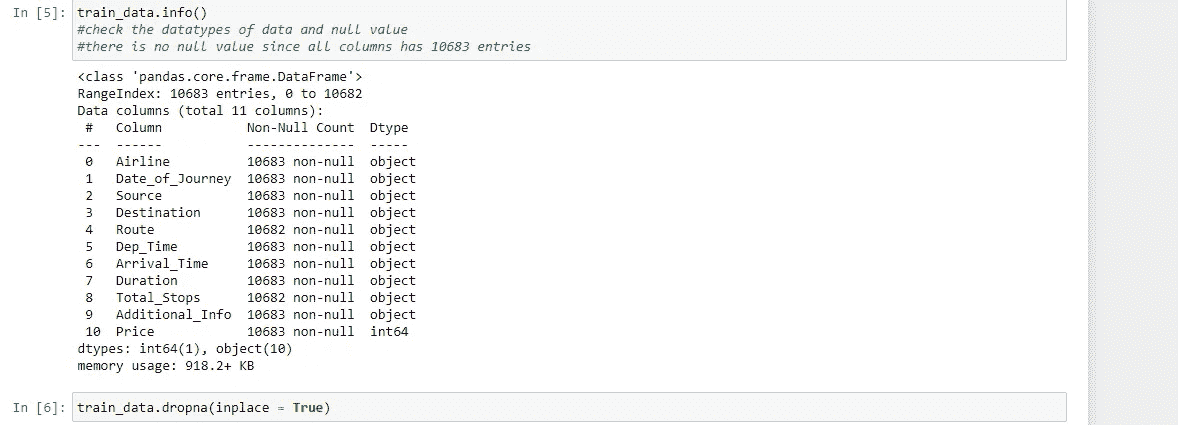 In [5]: train_data.info()
#check the datatypes of data and null value
#there is no null value since all columns has 10683 entries
<class 'pandas.core.frame.DataFrame'>
RangeIndex: 10683 entries, 0 to 10682
Data columns (total 11 columns):
 #   Column           Non-Null Count  Dtype
---  ------           --------------  -----
 0   Airline          10683 non-null  object
 1   Date_of_Journey  10683 non-null  object
 2   Source           10683 non-null  object
 3   Destination      10683 non-null  object
 4   Route            10682 non-null  object
 5   Dep_Time         10683 non-null  object
 6   Arrival_Time     10683 non-null  object
 7   Duration         10683 non-null  object
 8   Total_Stops      10682 non-null  object
 9   Additional_Info  10683 non-null  object
 10  Price            10683 non-null  int64
dtypes: int64(1), object(10)
memory usage: 918.2+ KB
In [6]: train_data.dropna(inplace = True)